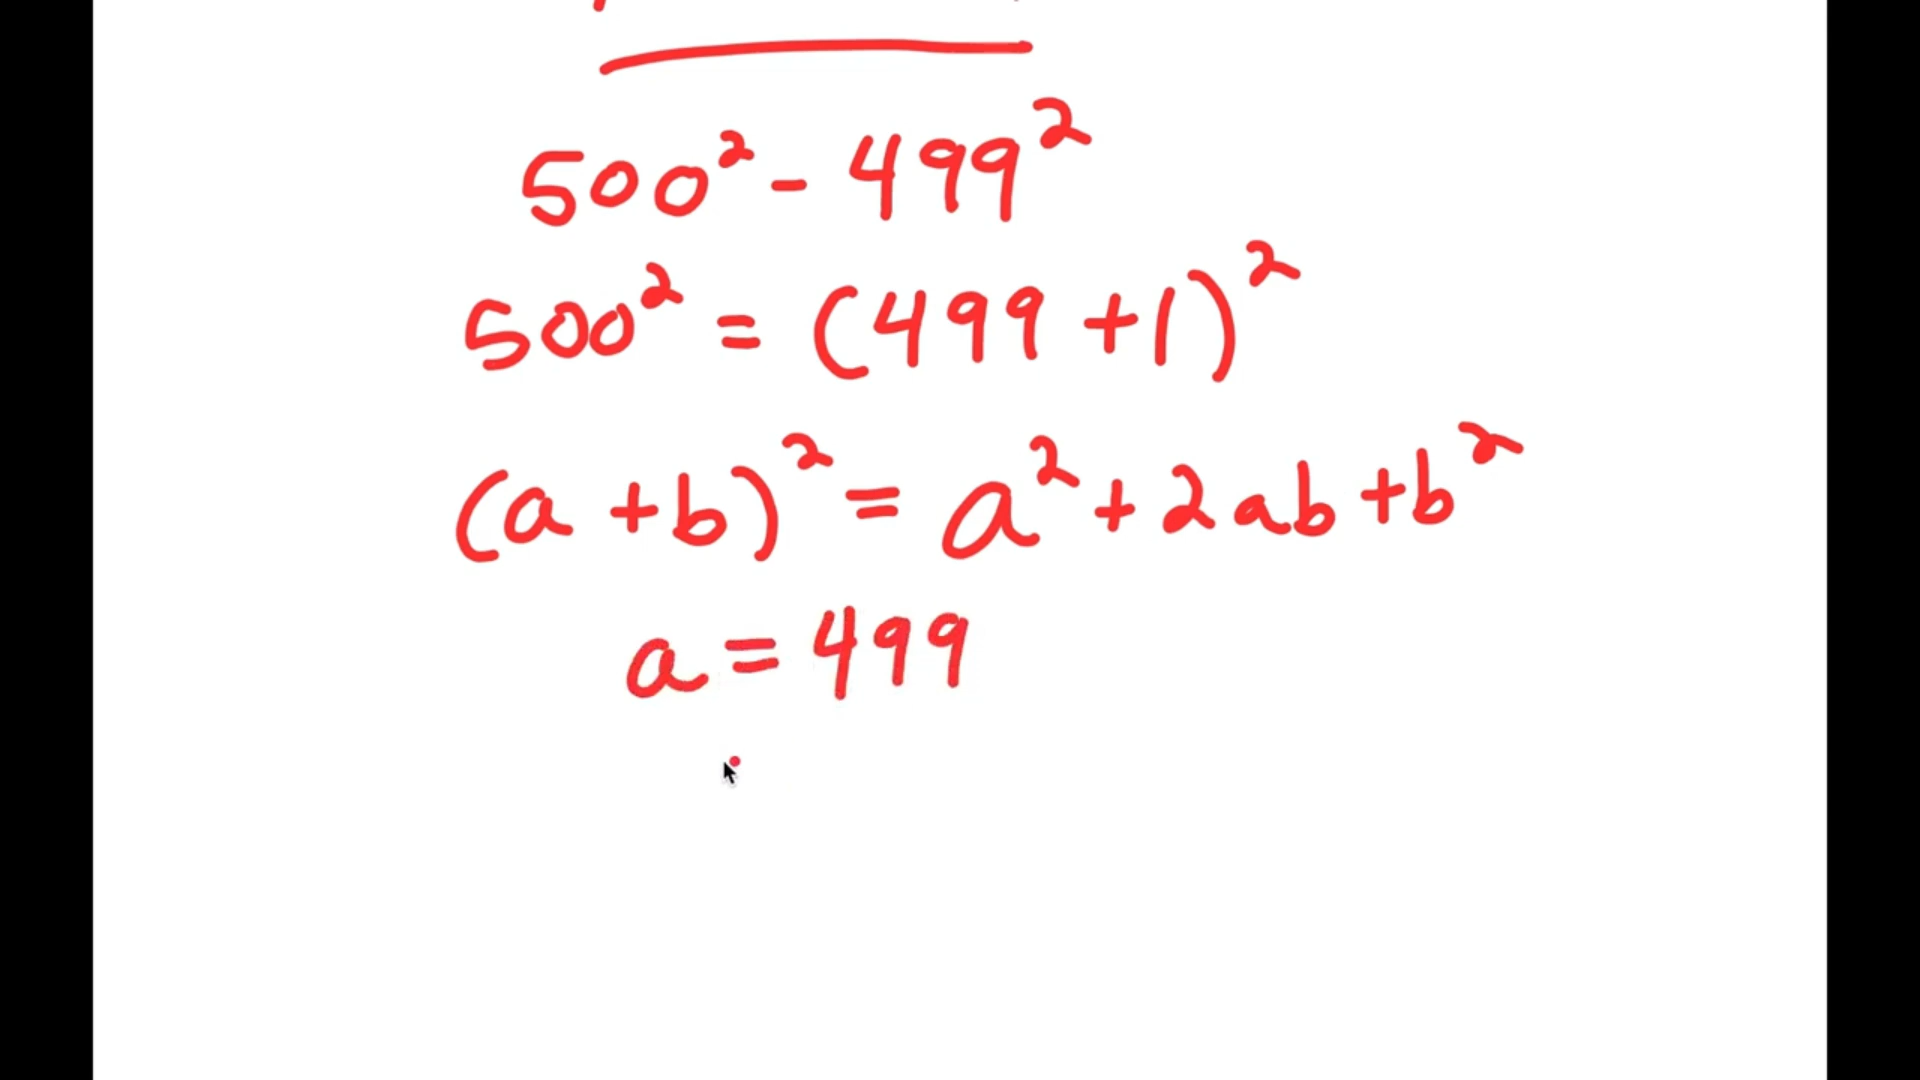 500² - 499²
500² = (499 + 1)²
(a + b)² = a² + 2ab + b²
a = 499